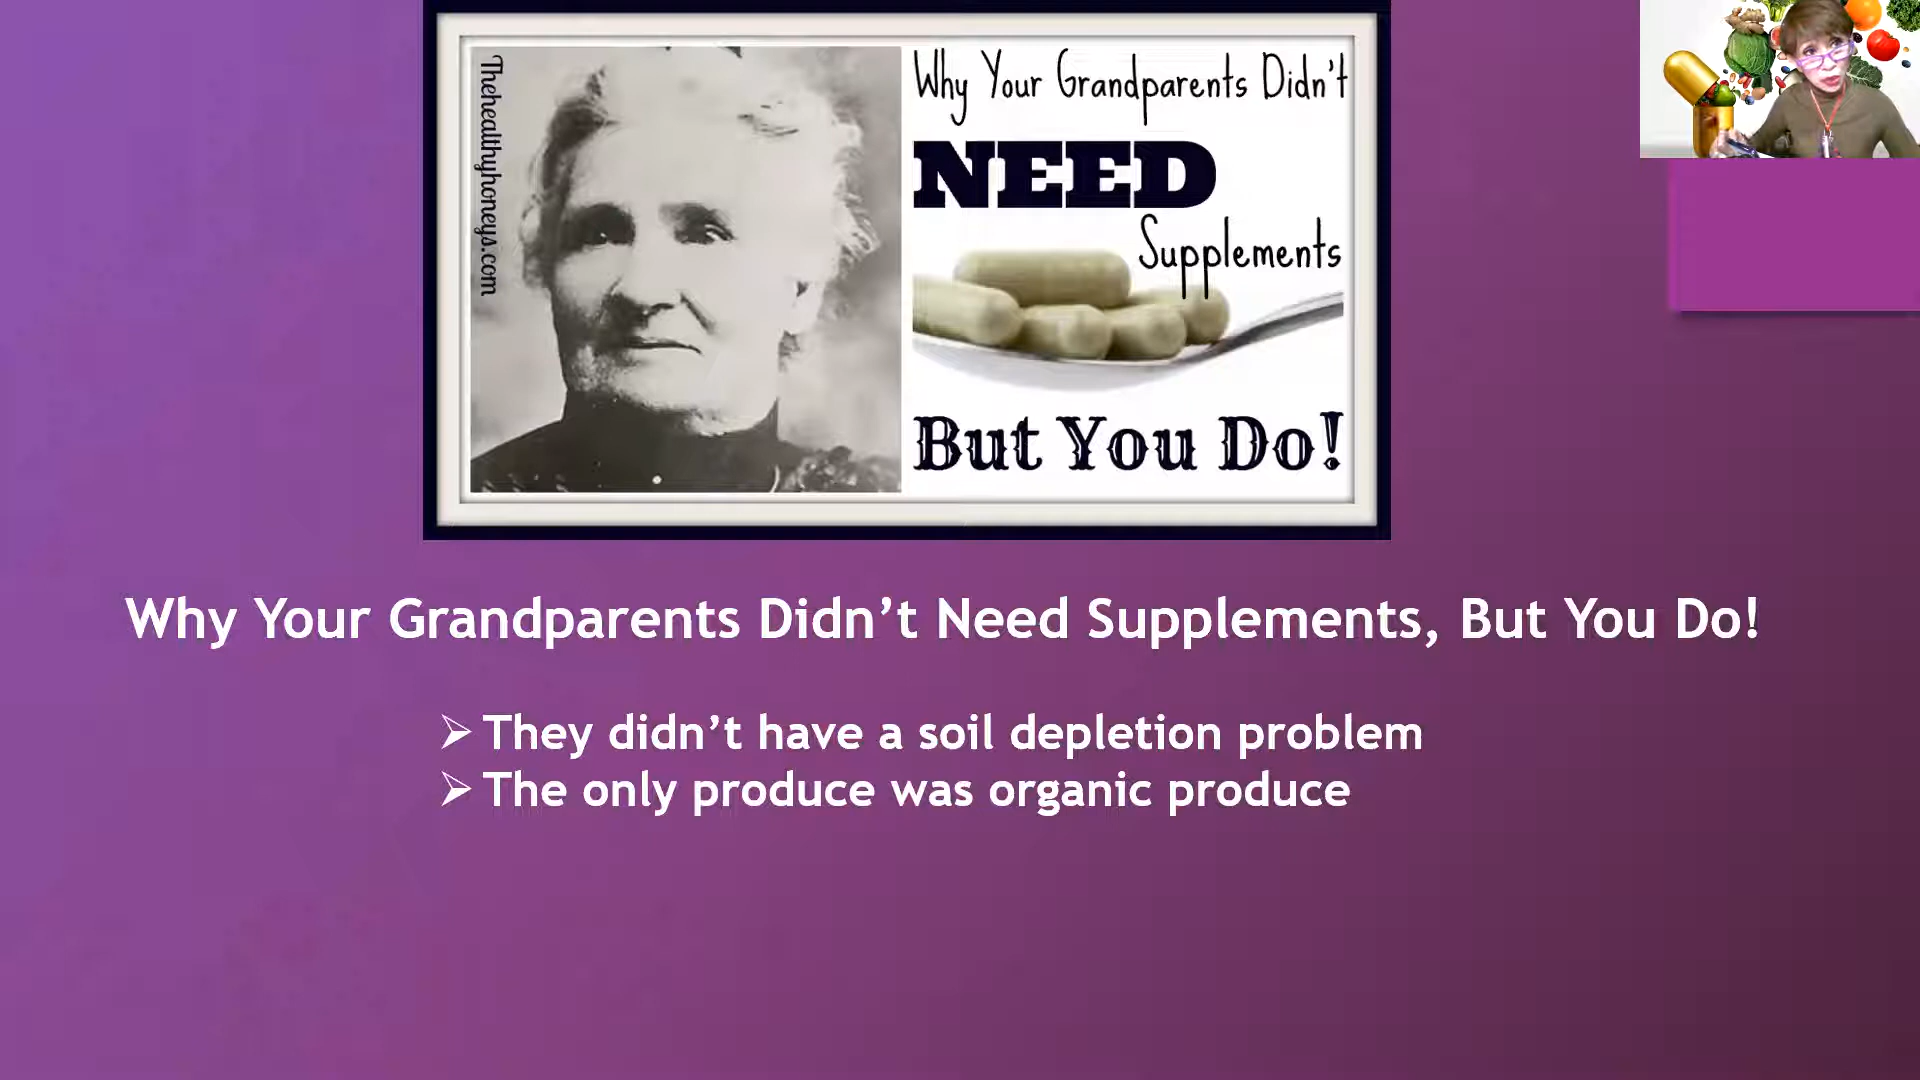 Thehealthyhoneys.com
Why Your Grandparents Didn't
NEED
Supplements
But You Do!
Why Your Grandparents Didn’t Need Supplements, But You Do!
They didn’t have a soil depletion problem
The only produce was organic produce